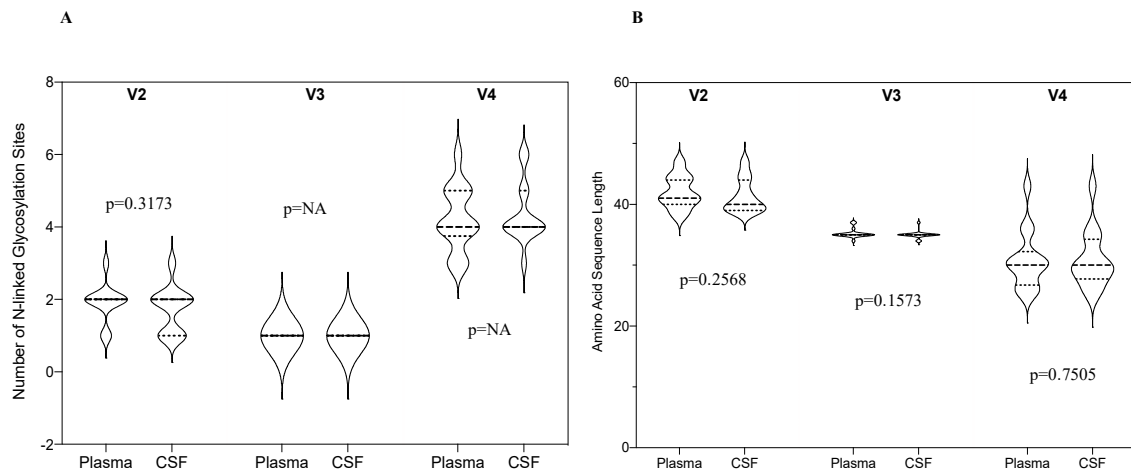 A
B
Number of N-linked Glycosylation Sites
8
6
4
2
0
-2
V2
V3
V4
p=0.3173
p=NA
p=NA
Plasma CSF Plasma CSF Plasma CSF
Amino Acid Sequence Length
60
40
20
0
V2
V3
V4
p=0.2568
p=0.1573
p=0.7505
Plasma CSF Plasma CSF Plasma CSF